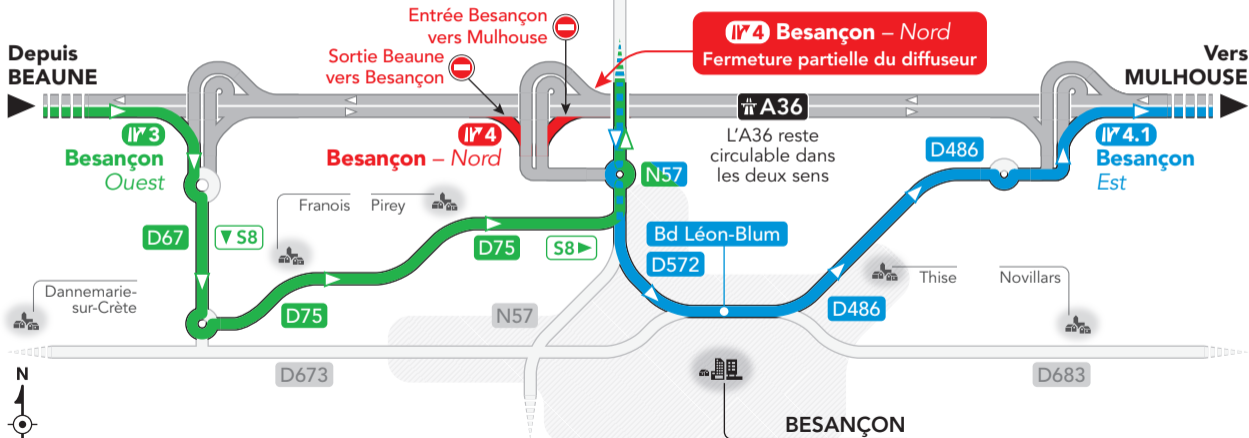 Depuis
BEAUNE
Entrée Besançon
vers Mulhouse
Sortie Beaune
vers Besançon
4 Besançon – Nord
Fermeture partielle du diffuseur
Vers
MULHOUSE
A36
L'A36 reste
circulable dans
les deux sens
3
Besançon
Ouest
4
Besançon – Nord
N57
D486
4.1
Besançon
Est
Franois
Pirey
D67
S8
D75
S8
Bd Léon-Blum
D572
Thise
Novillars
Dannemarie-
sur-Crète
D75
N57
D486
D673
D683
N
BESANÇON